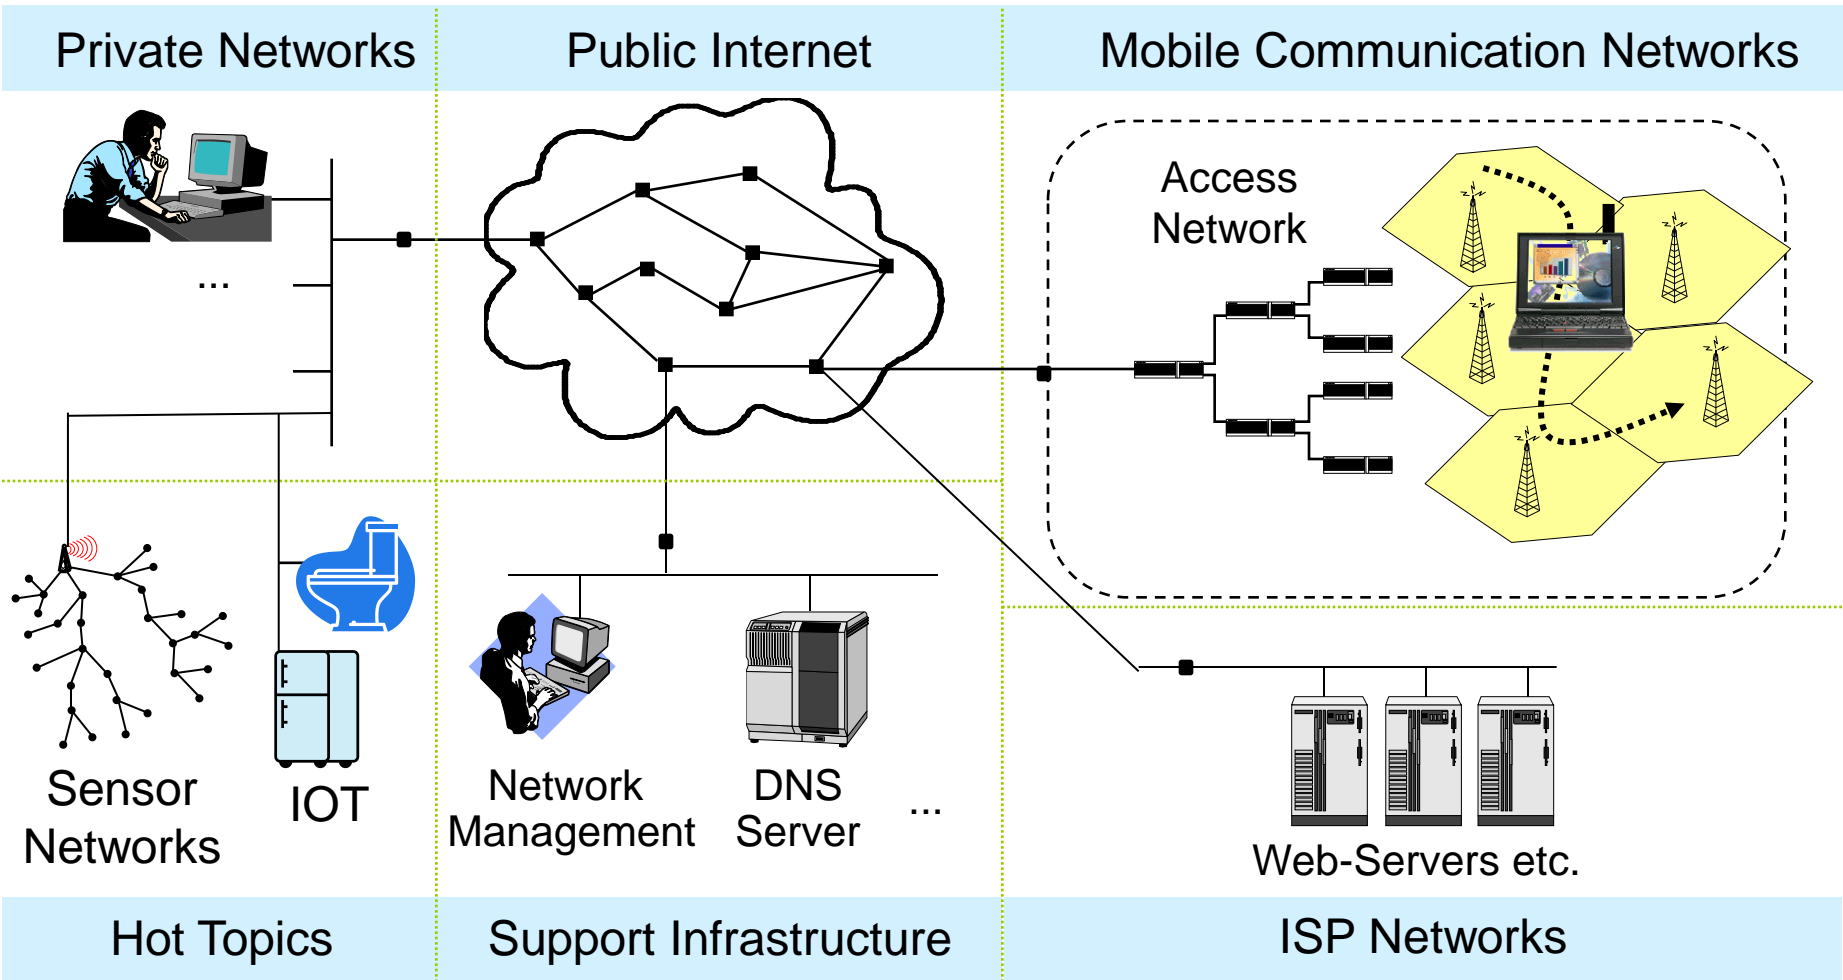 Private Networks
Public Internet
Mobile Communication Networks
Access
Network
...
Sensor
Networks
IOT
Network
Management
DNS
Server
...
Web-Servers etc.
Hot Topics
Support Infrastructure
ISP Networks